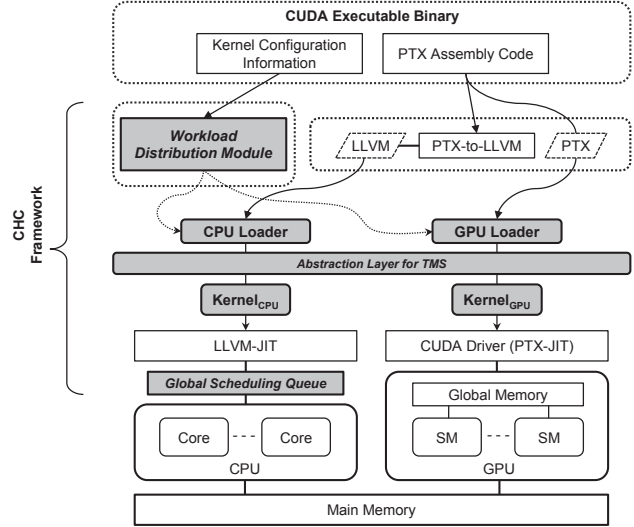 CUDA Executable Binary
Kernel Configuration
Information
PTX Assembly Code
Workload
Distribution Module
LLVM
PTX-to-LLVM
PTX
CHC
Framework
CPU Loader
GPU Loader
Abstraction Layer for TMS
KernelCPU
KernelGPU
LLVM-JIT
CUDA Driver (PTX-JIT)
Global Scheduling Queue
Global Memory
Core
Core
SM
SM
CPU
GPU
Main Memory